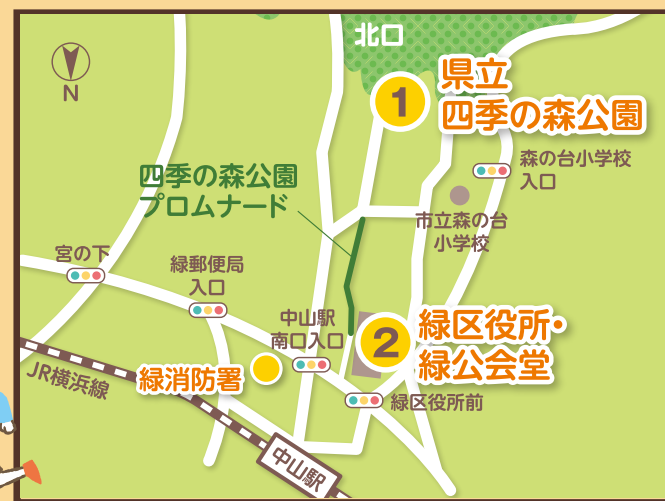 北口
N
1
県立
四季の森公園
森の台小学校
入口
四季の森公園
プロムナード
市立森の台
小学校
宮の下
緑郵便局
入口
中山駅
南口入口
2
緑区役所・
緑公会堂
緑消防署
JR横浜線
緑区役所前
中山駅